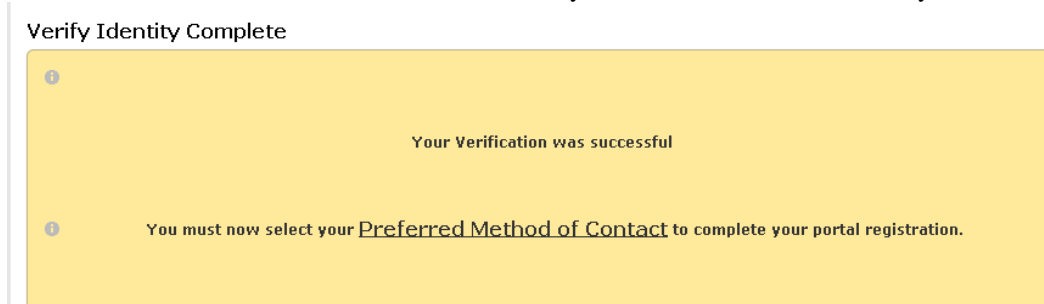 Verify Identity Complete
Your Verification was successful
You must now select your Preferred Method of Contact to complete your portal registration.